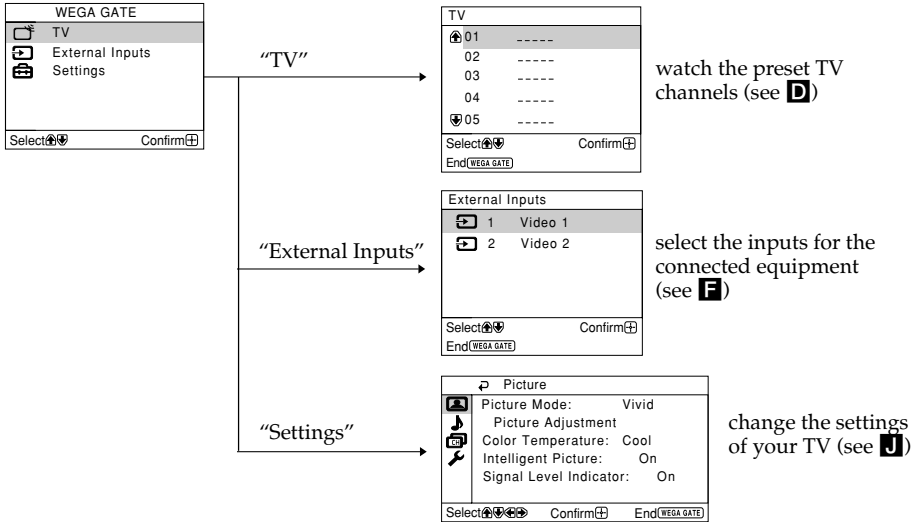 WEGA GATE
TV
External Inputs
Settings
Select Confirm
"TV"
TV
01 _ _ _ _ _
02 _ _ _ _ _
03 _ _ _ _ _
04 _ _ _ _ _
05 _ _ _ _ _
Select Confirm
End WEGA GATE
watch the preset TV
channels (see D)
"External Inputs"
External Inputs
1 Video 1
2 Video 2
Select Confirm
End WEGA GATE
select the inputs for the
connected equipment
(see F)
"Settings"
Picture
Picture Mode: Vivid
Picture Adjustment
CH
Color Temperature: Cool
Intelligent Picture: On
Signal Level Indicator: On
Select Confirm End WEGA GATE
change the settings
of your TV (see J)